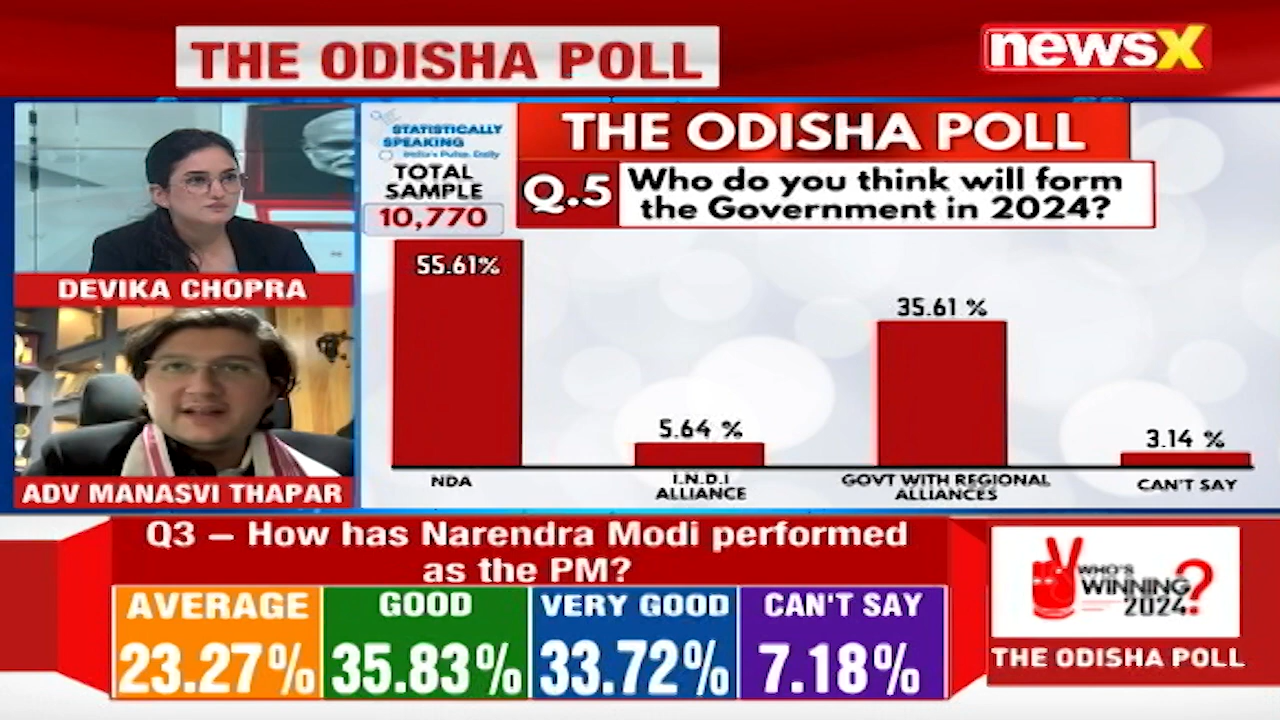 THE ODISHA POLL
newsX
STATISTICALLY
SPEAKING
India's Pulse, Daily
TOTAL
SAMPLE
10,770
THE ODISHA POLL
Q.5
Who do you think will form
the Government in 2024?
55.61%
5.64 %
35.61 %
3.14 %
NDA
I.N.D.I
ALLIANCE
GOVT WITH REGIONAL
ALLIANCES
CAN'T SAY
DEVIKA CHOPRA
ADV MANASVI THAPAR
Q3 – How has Narendra Modi performed
as the PM?
AVERAGE
23.27%
GOOD
35.83%
VERY GOOD
33.72%
CAN'T SAY
7.18%
WHO'S
WINNING
2024?
THE ODISHA POLL